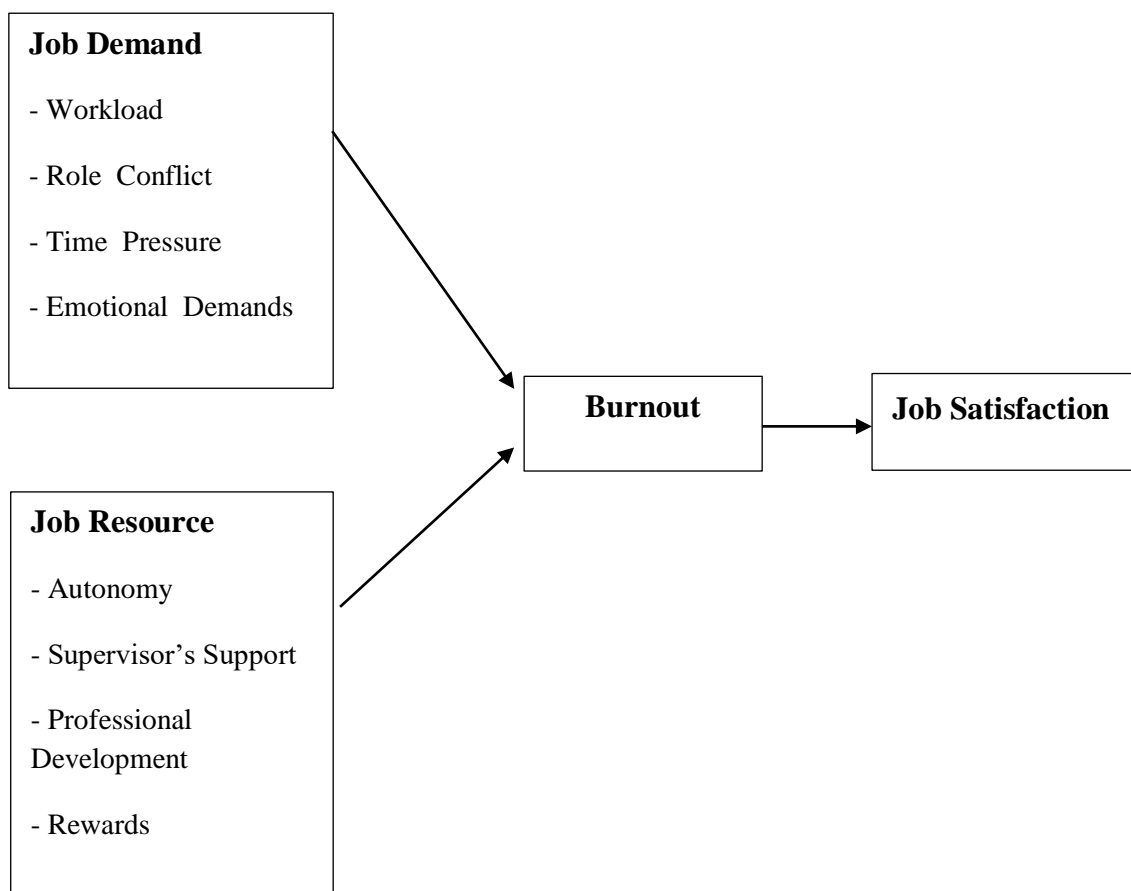 Job Demand
- Workload
- Role Conflict
- Time Pressure
- Emotional Demands
Burnout
Job Satisfaction
Job Resource
- Autonomy
- Supervisor’s Support
- Professional
Development
- Rewards